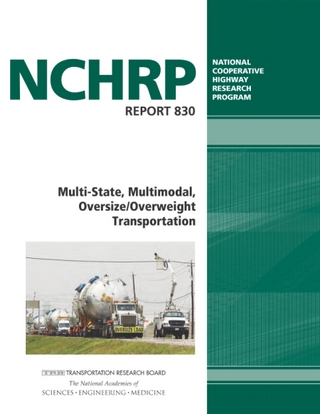 NCHRP
REPORT 830
NATIONAL
COOPERATIVE
HIGHWAY
RESEARCH
PROGRAM
Multi-State, Multimodal,
Oversize/Overweight
Transportation
OVERSIZE LOAD
TRB TRANSPORTATION RESEARCH BOARD
The National Academies of
SCIENCES • ENGINEERING • MEDICINE